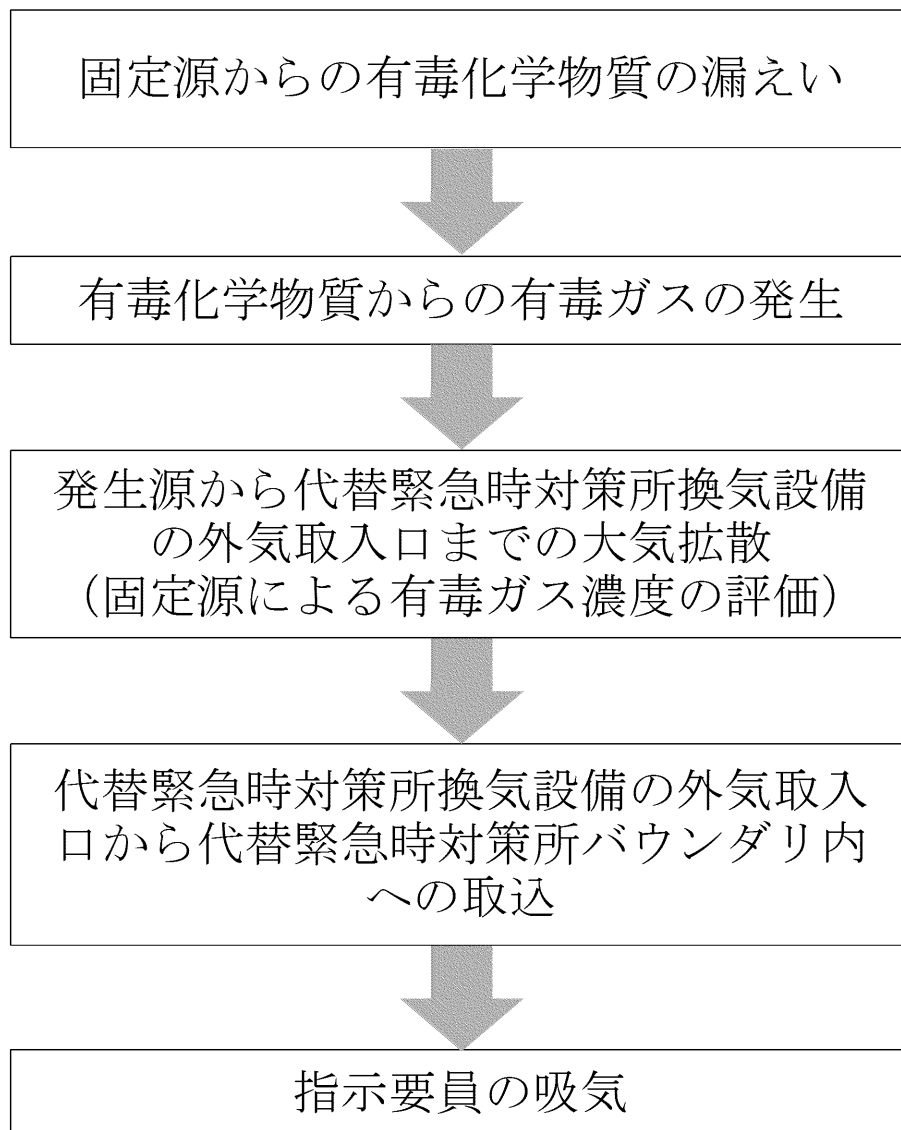 固定源からの有毒化学物質の漏えい
有毒化学物質からの有毒ガスの発生
発生源から代替緊急時対策所換気設備
の外気取入口までの大気拡散
（固定源による有毒ガス濃度の評価）
代替緊急時対策所換気設備の外気取入
口から代替緊急時対策所バウンダリ内
への取込
指示要員の吸気